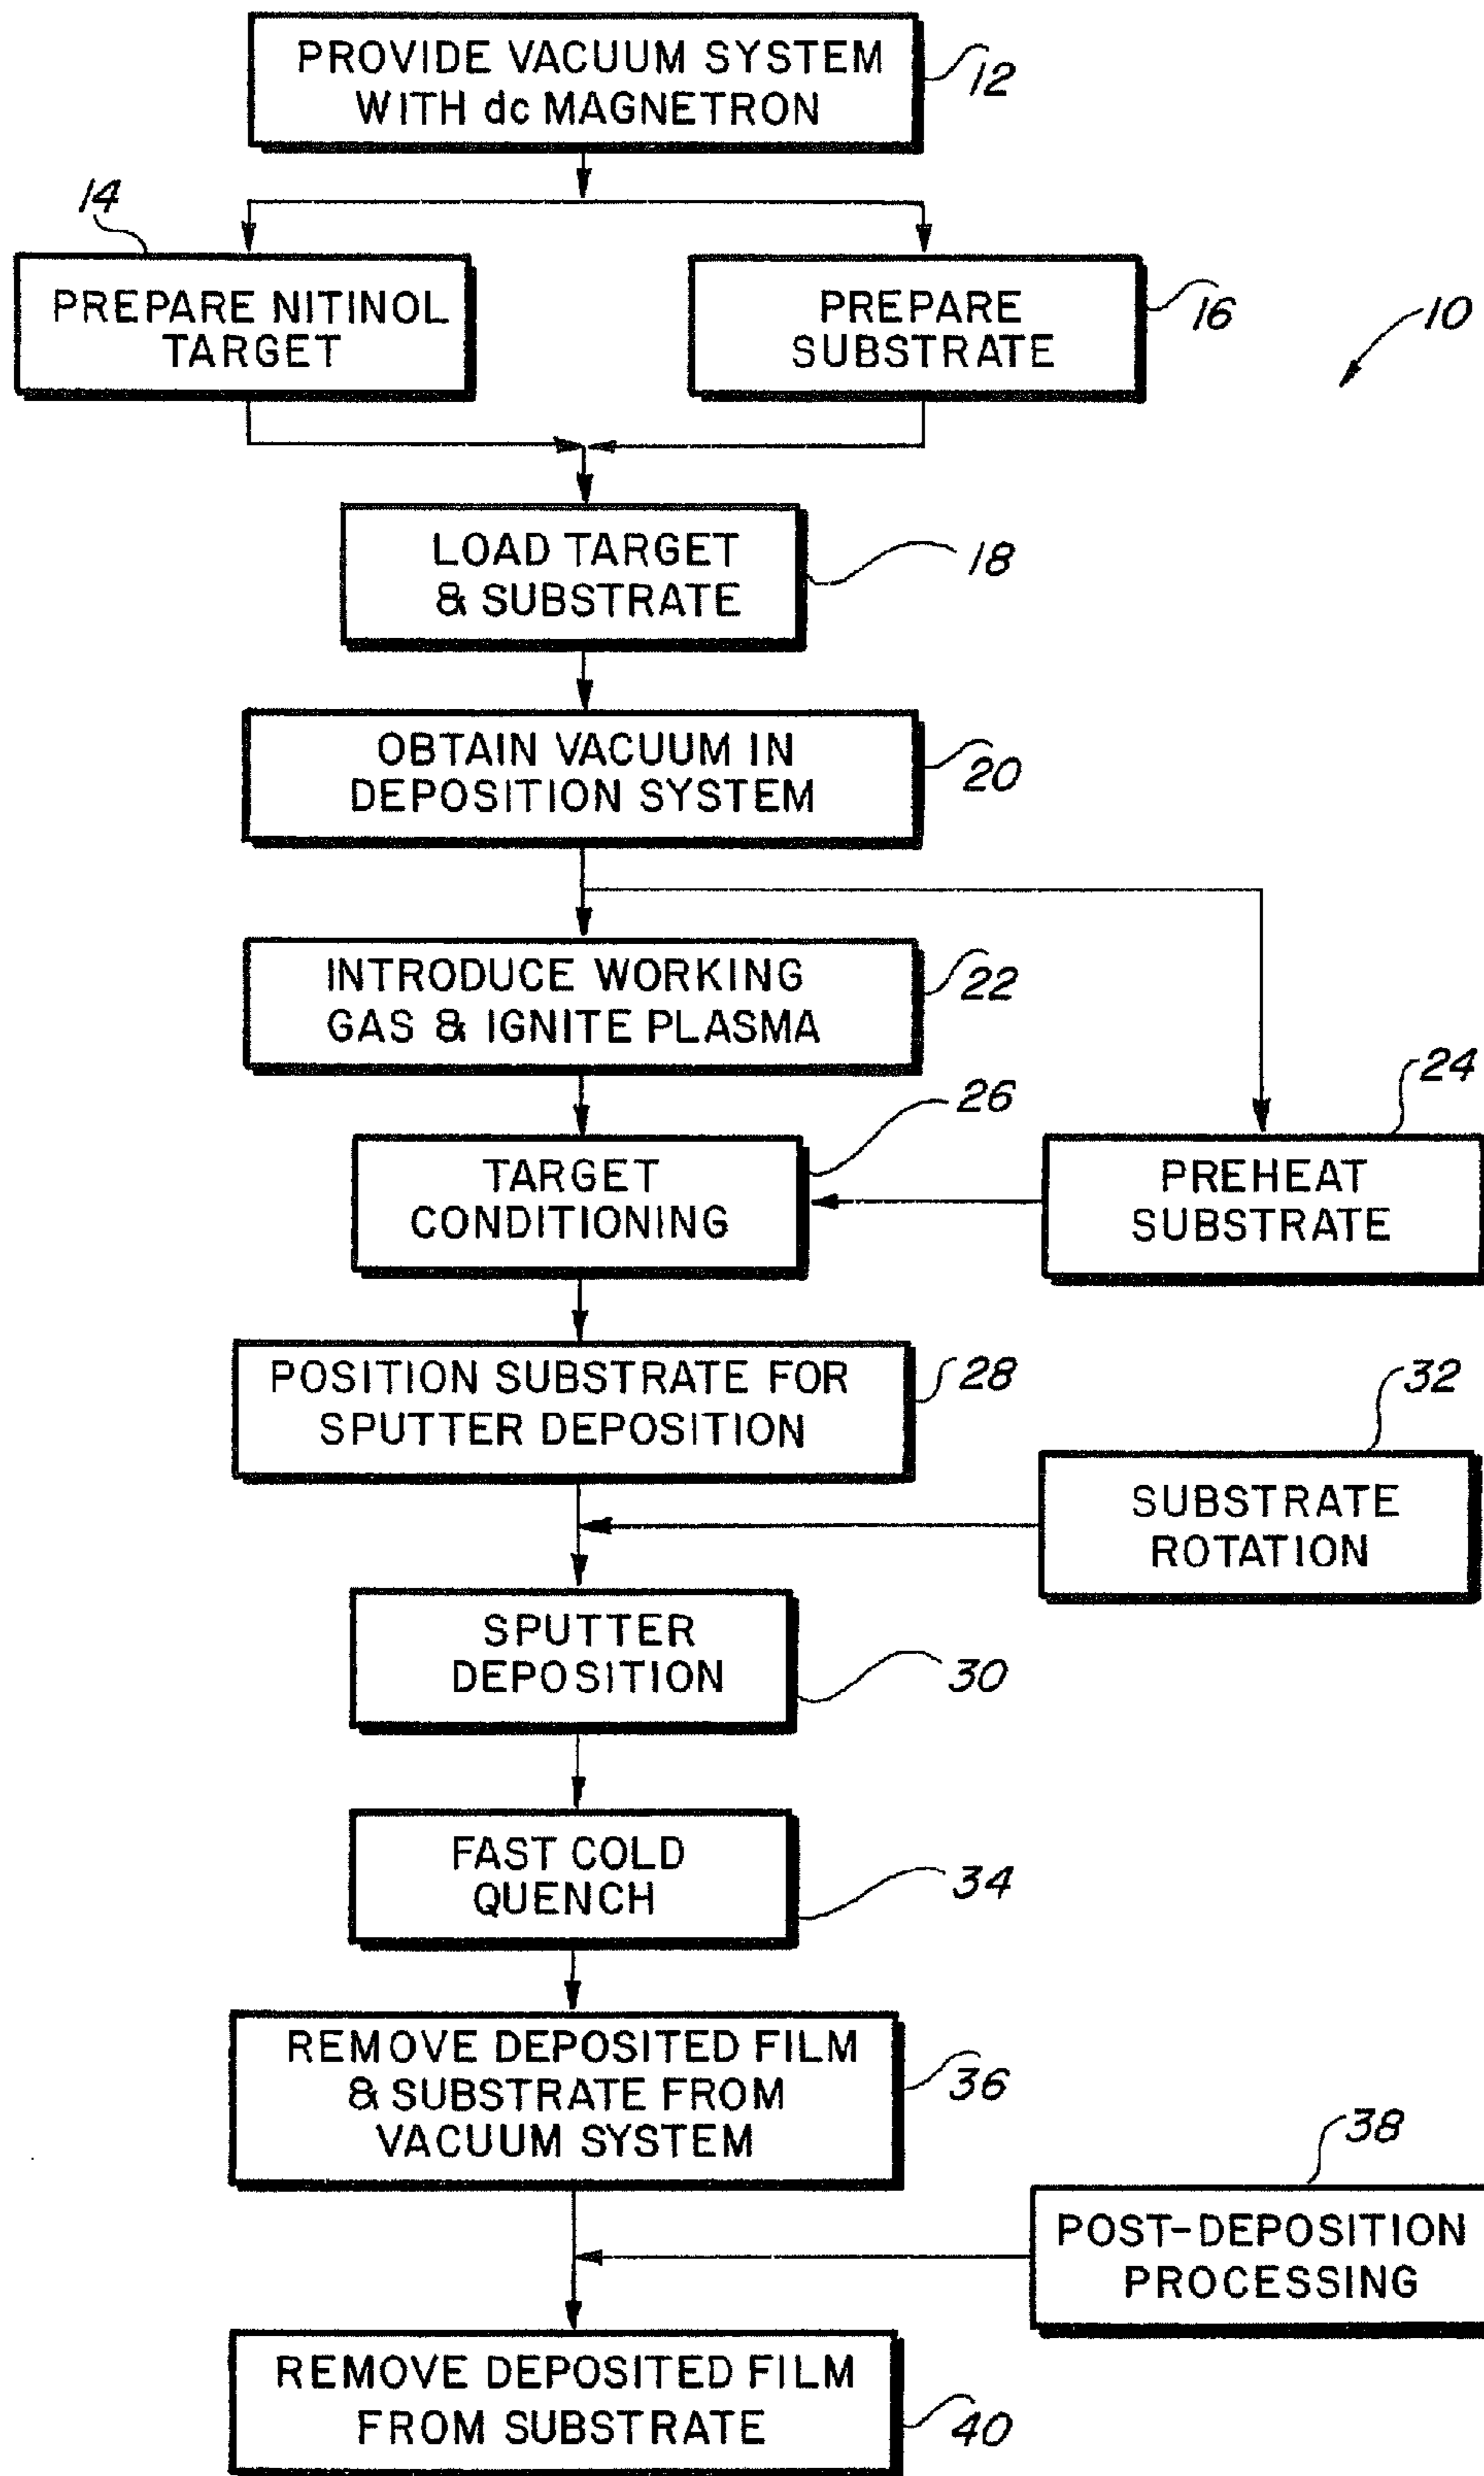 PROVIDE VACUUM SYSTEM
WITH dc MAGNETRON
12
14
PREPARE NITINOL
TARGET
PREPARE
SUBSTRATE
16
10
LOAD TARGET
& SUBSTRATE
18
OBTAIN VACUUM IN
DEPOSITION SYSTEM
20
INTRODUCE WORKING
GAS & IGNITE PLASMA
22
24
26
TARGET
CONDITIONING
PREHEAT
SUBSTRATE
POSITION SUBSTRATE FOR
SPUTTER DEPOSITION
28
32
SUBSTRATE
ROTATION
SPUTTER
DEPOSITION
30
FAST COLD
QUENCH
34
REMOVE DEPOSITED FILM
& SUBSTRATE FROM
VACUUM SYSTEM
36
38
POST-DEPOSITION
PROCESSING
REMOVE DEPOSITED FILM
FROM SUBSTRATE
40